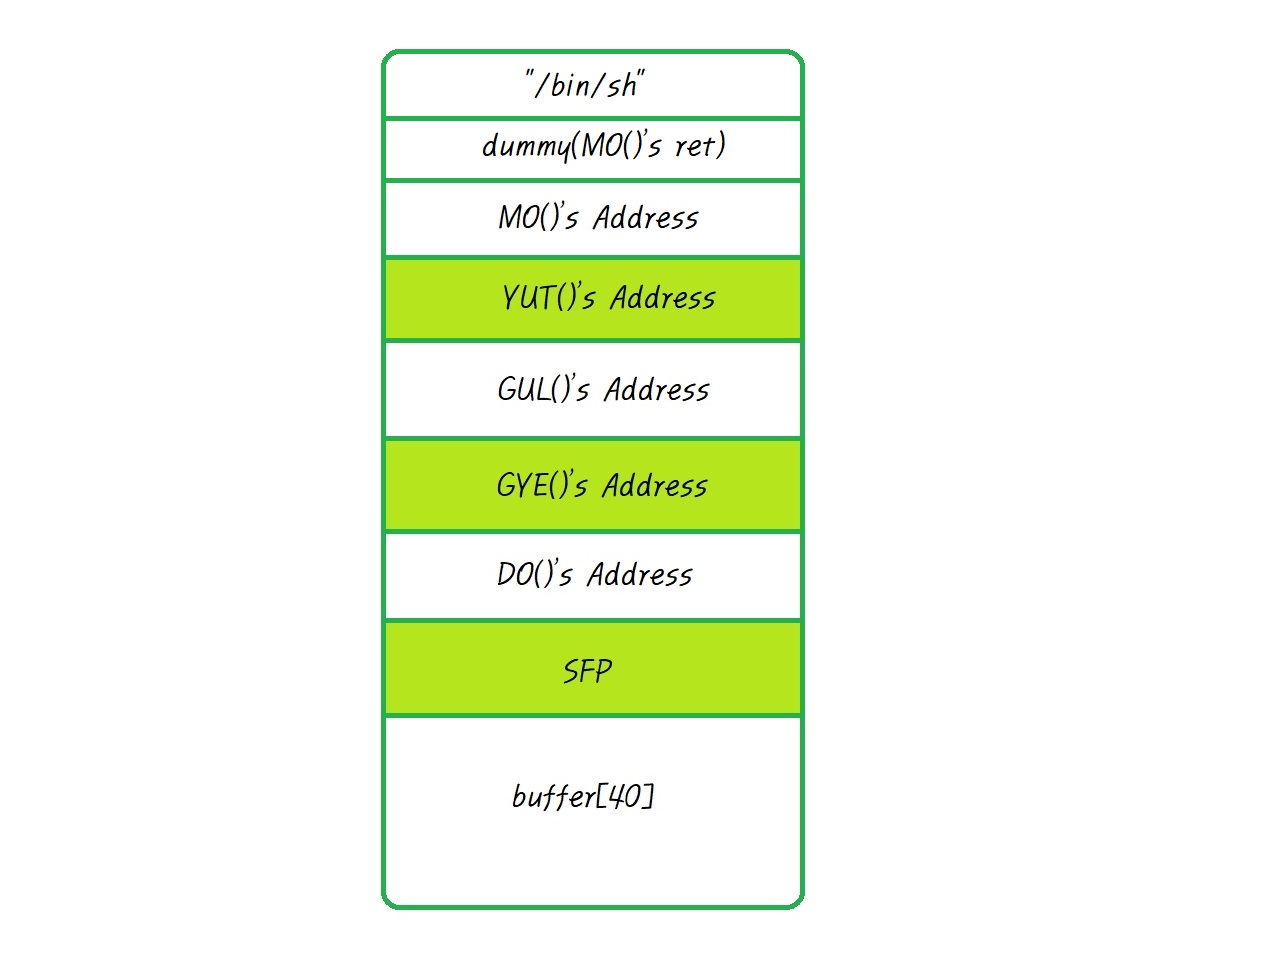 "/bin/sh"
dummy(MO()'s ret)
MO()'s Address
YUT()'s Address
GUL()'s Address
GYE()'s Address
DO()'s Address
SFP
buffer[40]